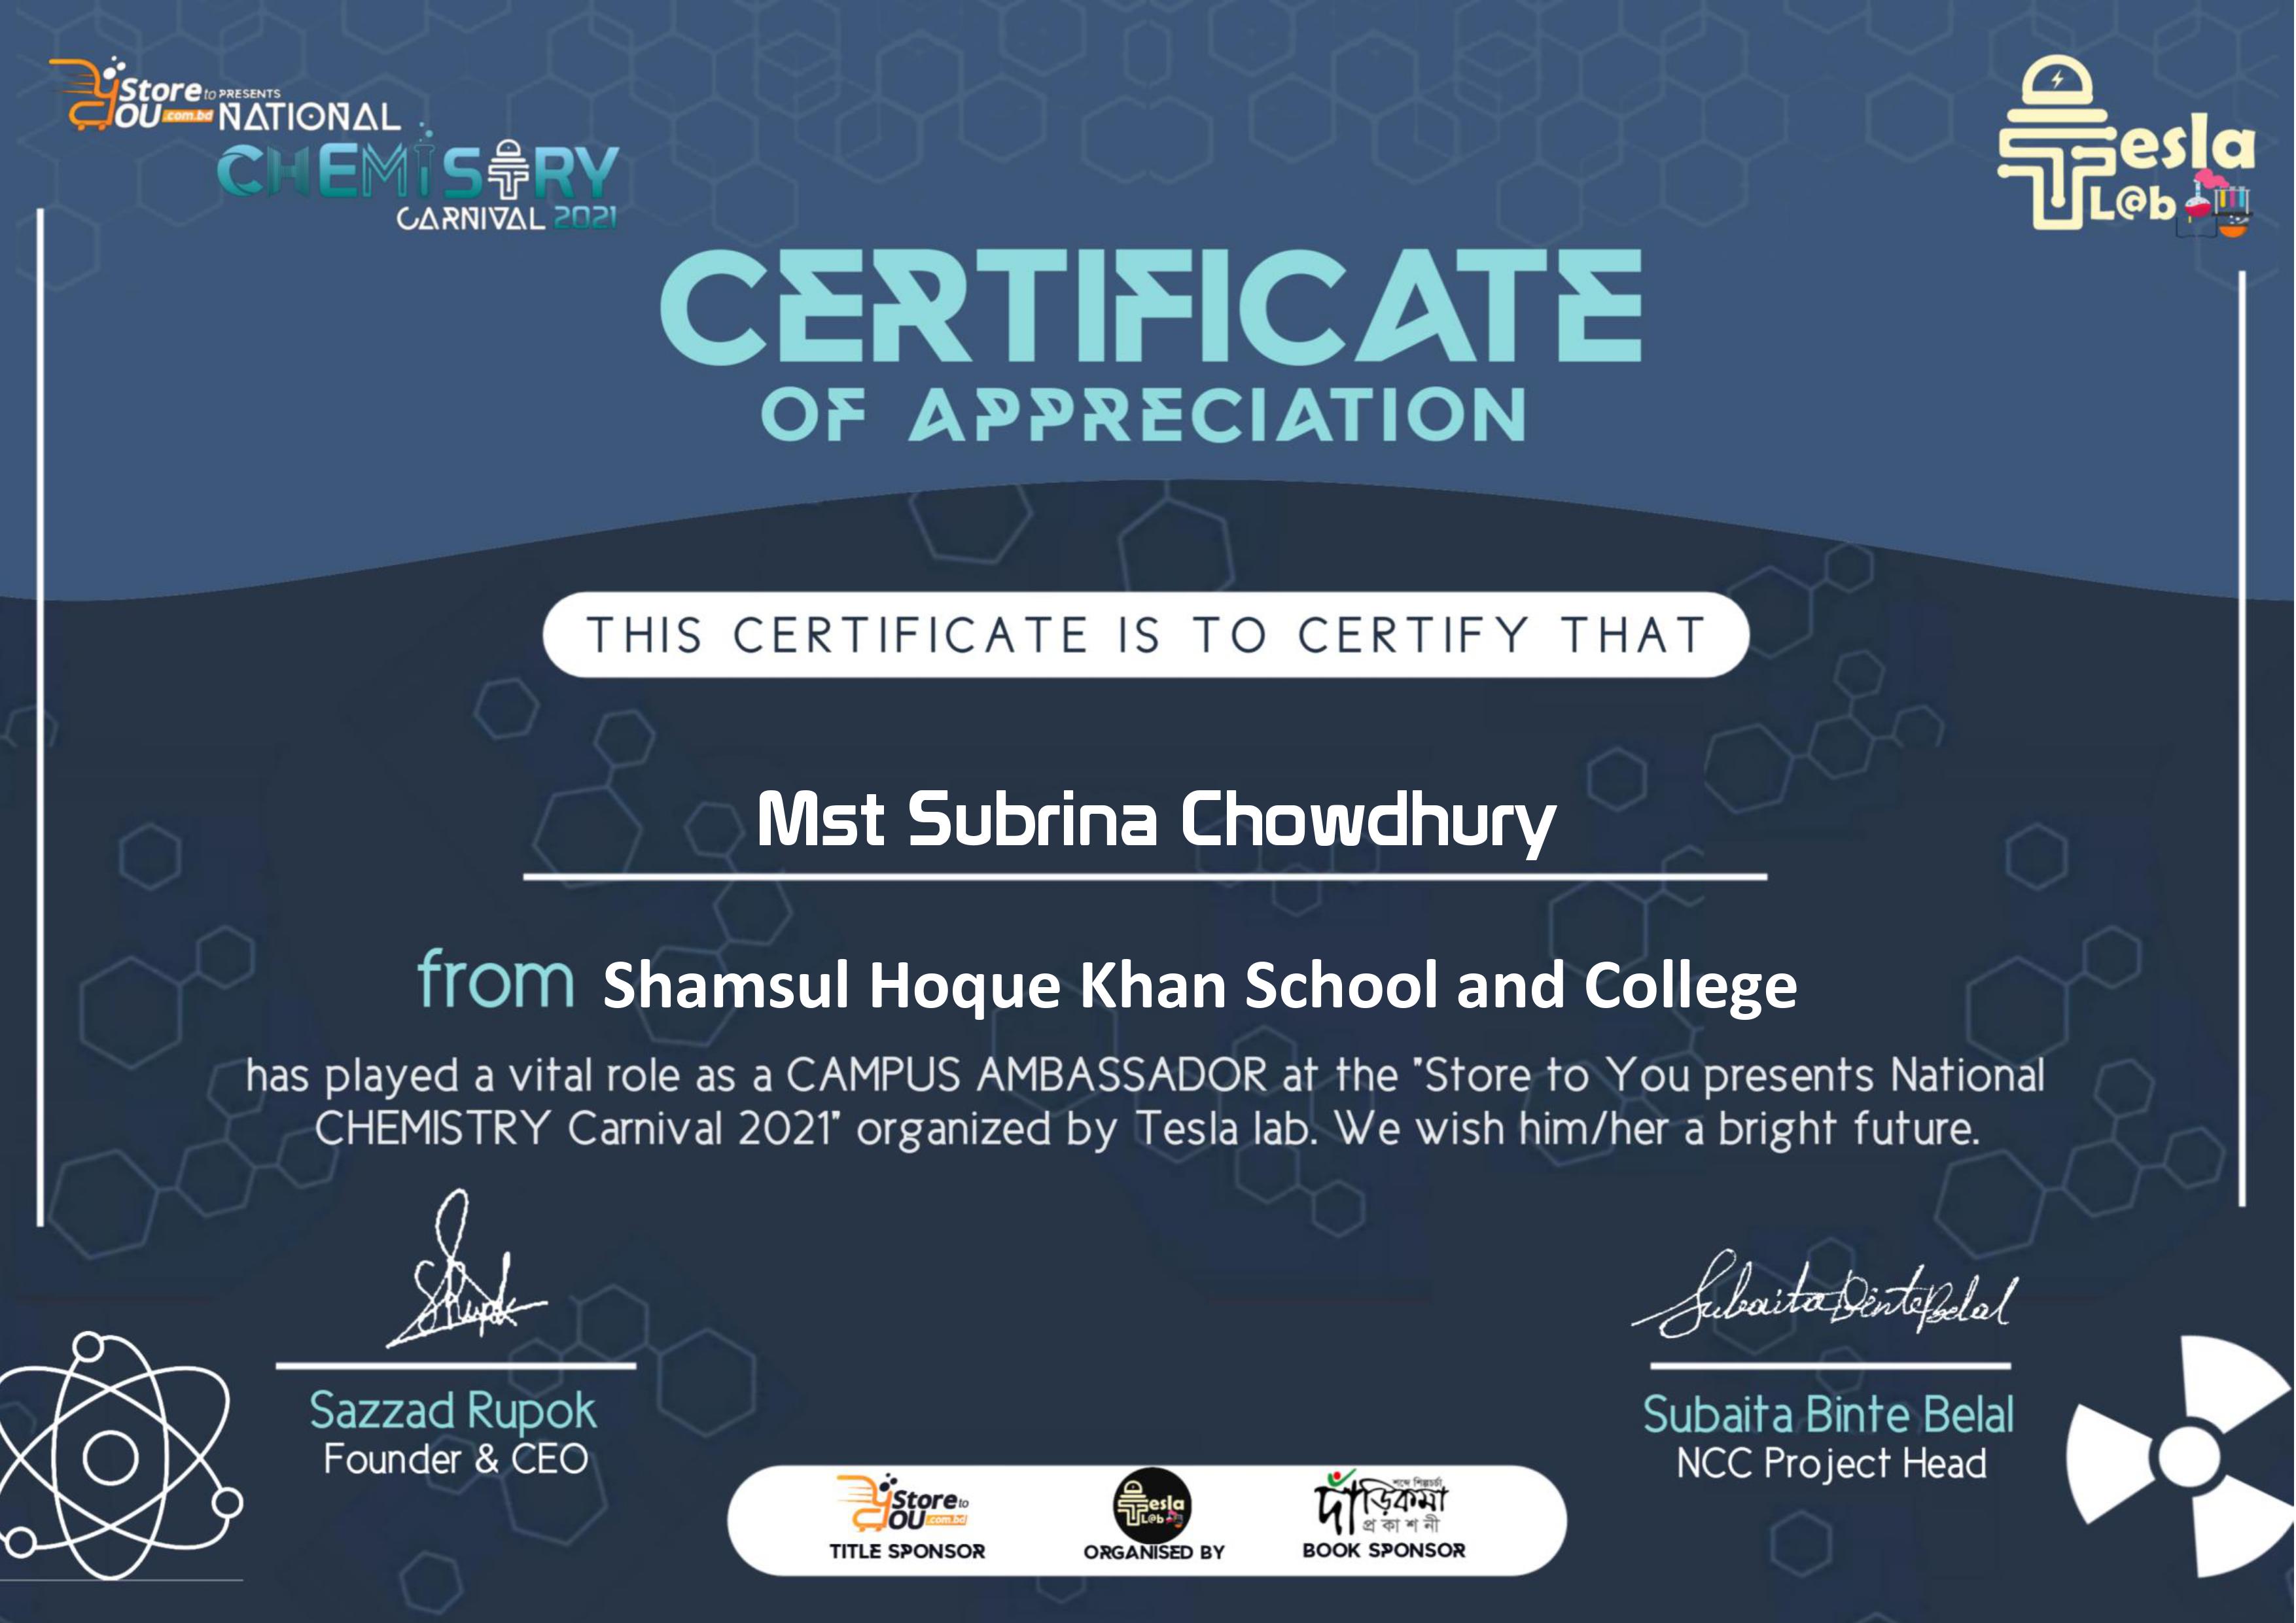 Store to PRESENTS
YOU .com.bd NATIONAL
CHEMISTRY
CARNIVAL 2021
Tesla
L@b
CERTIFICATE
OF APPRECIATION
THIS CERTIFICATE IS TO CERTIFY THAT
Mst Subrina Chowdhury
from Shamsul Hoque Khan School and College
has played a vital role as a CAMPUS AMBASSADOR at the "Store to You presents National
CHEMISTRY Carnival 2021" organized by Tesla lab. We wish him/her a bright future.
Subaita Binte Belal
Sazzad Rupok
Founder & CEO
Subaita Binte Belal
NCC Project Head
Store to
YOU .com.bd
TITLE SPONSOR
Tesla
L@b
ORGANISED BY
শব্দে শিল্পচর্চা
দাঁড়িকমা
প্রকাশনী
BOOK SPONSOR